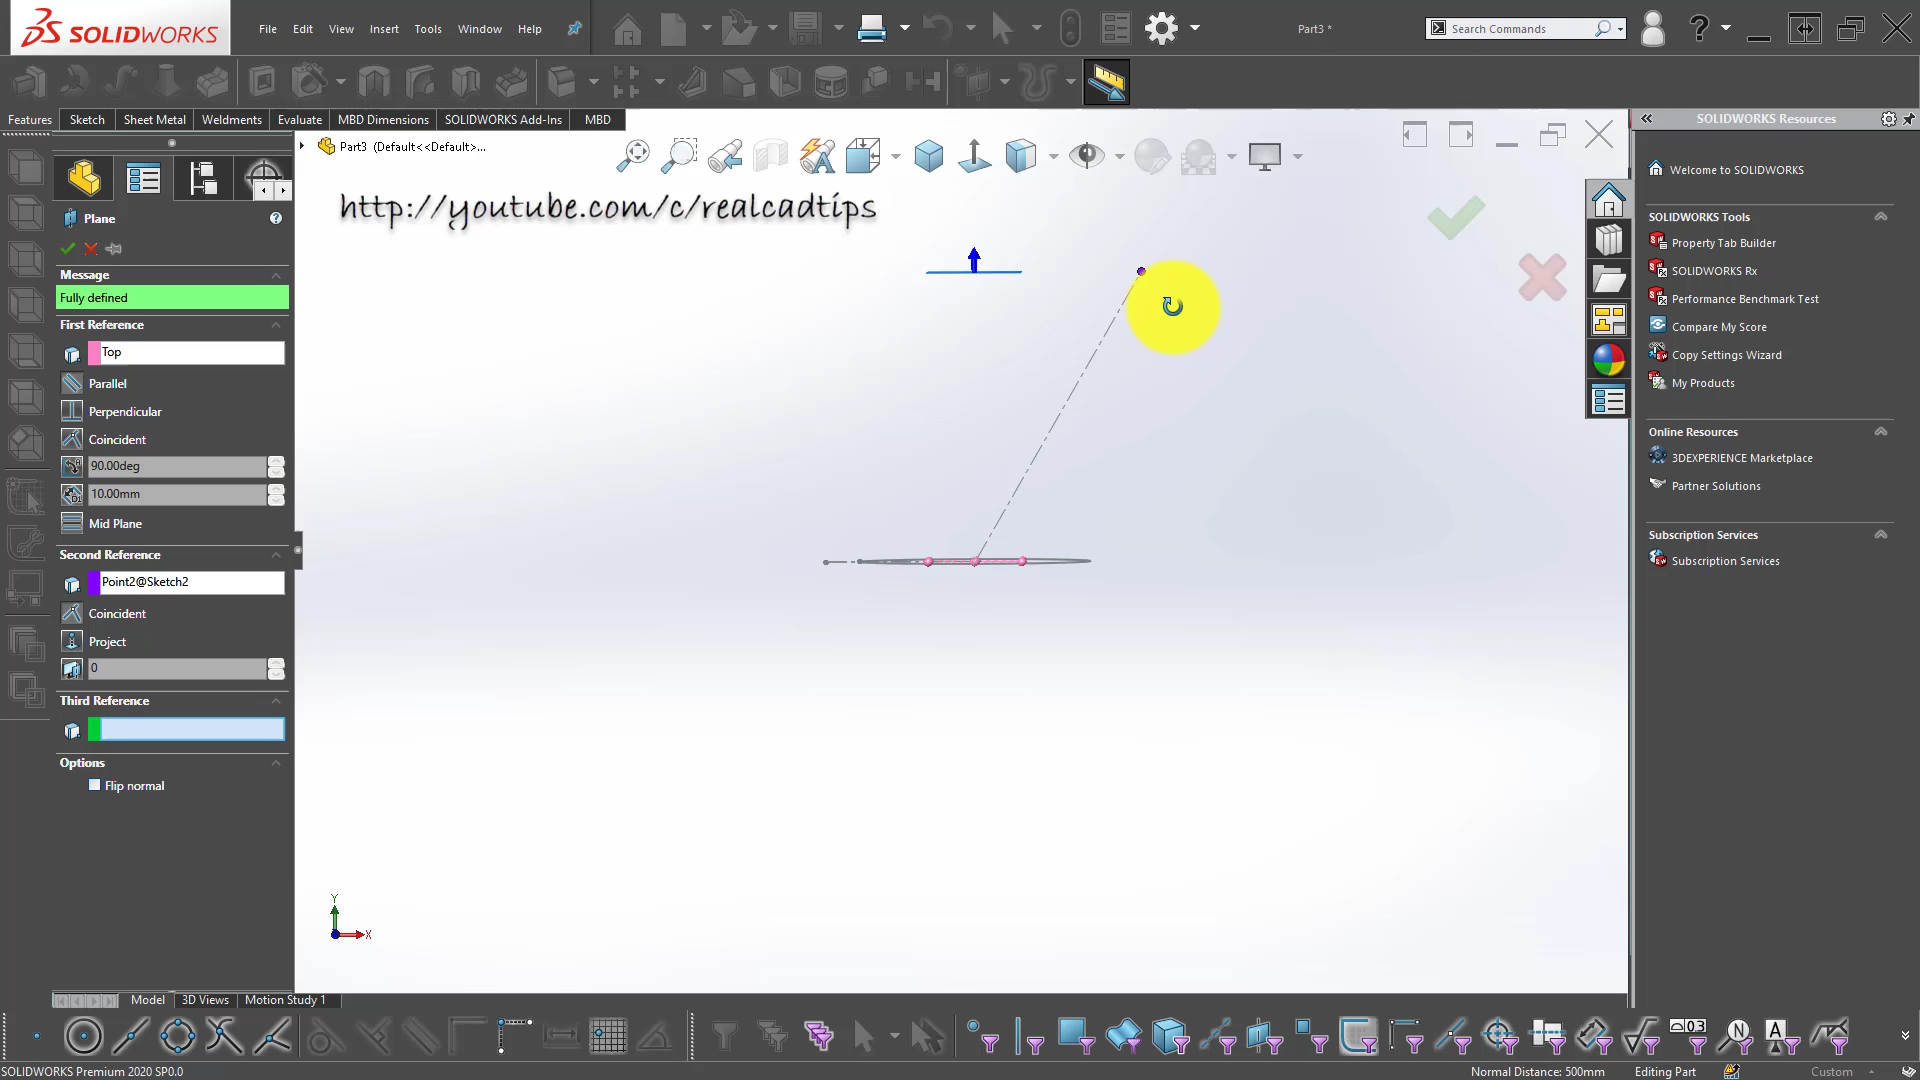 SOLIDWORKS
File Edit View Insert Tools Window Help
Part3 *
Search Commands
Features Sketch Sheet Metal Weldments Evaluate MBD Dimensions SOLIDWORKS Add-Ins MBD
SOLIDWORKS Resources
Part3 (Default<<Default>...
http://youtube.com/c/realcadtips
Plane
Message
Fully defined
First Reference
Top
Parallel
Perpendicular
Coincident
90.00deg
10.00mm
Mid Plane
Second Reference
Point2@Sketch2
Coincident
Project
0
Third Reference
Options
Flip normal
Y
X
Welcome to SOLIDWORKS
SOLIDWORKS Tools
Property Tab Builder
SOLIDWORKS Rx
Performance Benchmark Test
Compare My Score
Copy Settings Wizard
My Products
Online Resources
3DEXPERIENCE Marketplace
Partner Solutions
Subscription Services
Subscription Services
Model 3D Views Motion Study 1
SOLIDWORKS Premium 2020 SP0.0
Normal Distance: 500mm Editing Part Custom